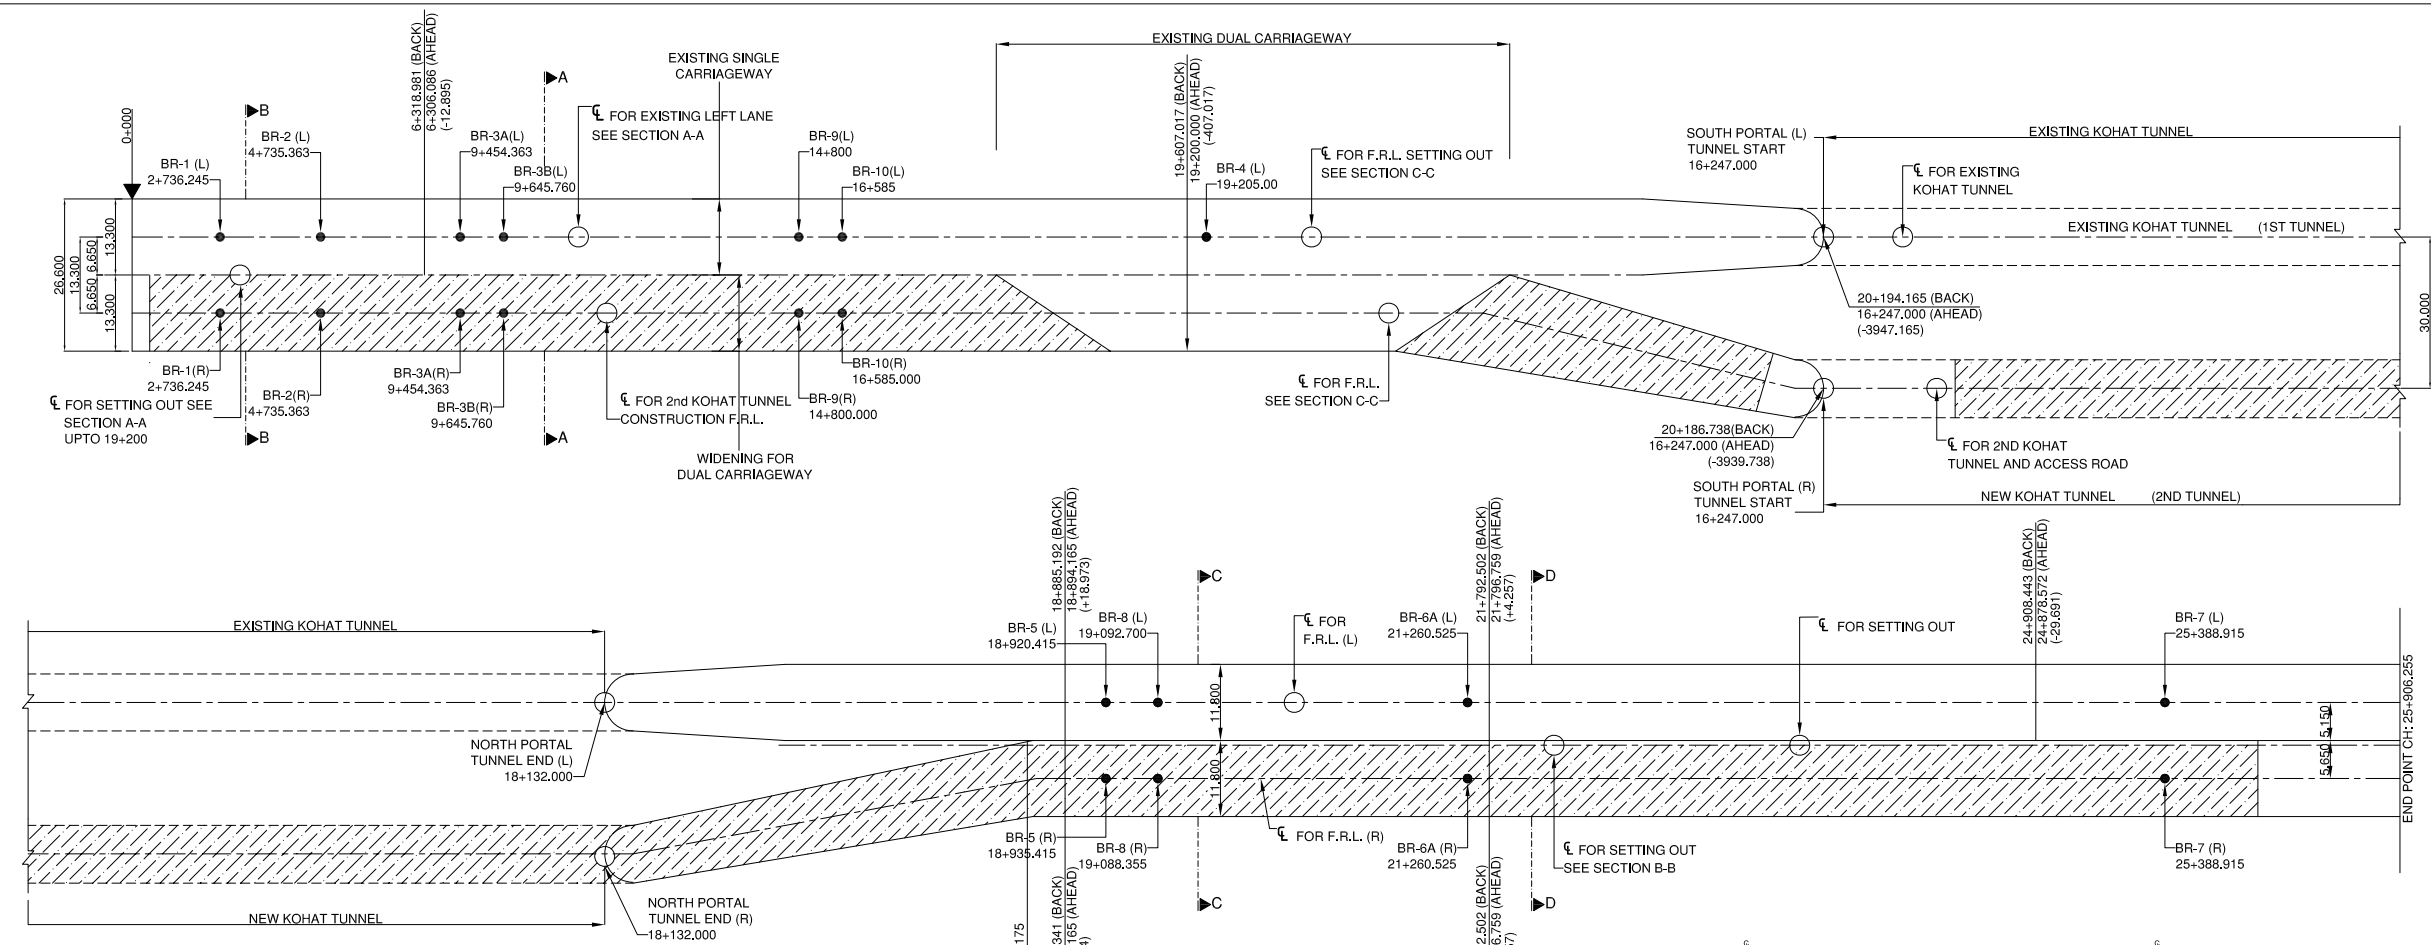 EXISTING DUAL CARRIAGEWAY
0+000
B
6+318.981 (BACK)
6+306.086 (AHEAD)
(-12.895)
A
EXISTING SINGLE
CARRIAGEWAY
℄ FOR EXISTING LEFT LANE
SEE SECTION A-A
BR-1 (L)
2+736.245
BR-2 (L)
4+735.363
BR-3A(L)
9+454.363
BR-3B(L)
9+645.760
BR-9(L)
14+800
BR-10(L)
16+585
19+607.017 (BACK)
19+200.000 (AHEAD)
(-407.017)
BR-4 (L)
19+205.00
℄ FOR F.R.L. SETTING OUT
SEE SECTION C-C
SOUTH PORTAL (L)
TUNNEL START
16+247.000
EXISTING KOHAT TUNNEL
℄ FOR EXISTING
KOHAT TUNNEL
EXISTING KOHAT TUNNEL (1ST TUNNEL)
26.600
13.300
13.300
13.300
6.650
6.650
30.000
20+194.165 (BACK)
16+247.000 (AHEAD)
(-3947.165)
BR-1(R)
2+736.245
BR-2(R)
4+735.363
BR-3A(R)
9+454.363
BR-3B(R)
9+645.760
BR-9(R)
14+800.000
BR-10(R)
16+585.000
℄ FOR SETTING OUT SEE
SECTION A-A
UPTO 19+200
B
A
℄ FOR 2nd KOHAT TUNNEL
CONSTRUCTION F.R.L.
WIDENING FOR
DUAL CARRIAGEWAY
℄ FOR F.R.L.
SEE SECTION C-C
20+186.738(BACK)
16+247.000 (AHEAD)
(-3939.738)
SOUTH PORTAL (R)
TUNNEL START
16+247.000
℄ FOR 2ND KOHAT
TUNNEL AND ACCESS ROAD
NEW KOHAT TUNNEL (2ND TUNNEL)
EXISTING KOHAT TUNNEL
NORTH PORTAL
TUNNEL END (L)
18+132.000
18+885.192 (BACK)
18+894.165 (AHEAD)
(+18.973)
BR-5 (L)
18+920.415
BR-8 (L)
19+092.700
C
℄ FOR
F.R.L. (L)
BR-6A (L)
21+260.525
21+792.502 (BACK)
21+796.759 (AHEAD)
(+4.257)
D
℄ FOR SETTING OUT
24+908.443 (BACK)
24+878.572 (AHEAD)
(-29.691)
BR-7 (L)
25+388.915
11.800
11.800
5.150
5.650
END POINT CH: 25+906.255
BR-5 (R)
18+935.415
BR-8 (R)
19+088.355
C
℄ FOR F.R.L. (R)
BR-6A (R)
21+260.525
D
℄ FOR SETTING OUT
SEE SECTION B-B
BR-7 (R)
25+388.915
NEW KOHAT TUNNEL
NORTH PORTAL
TUNNEL END (R)
18+132.000
175
341 (BACK)
165 (AHEAD)
2.502 (BACK)
6.759 (AHEAD)